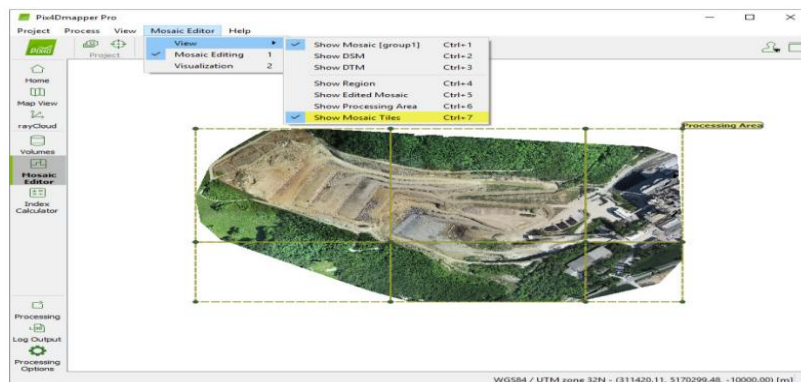 Pix4Dmapper Pro
Project Process View Mosaic Editor Help
View
Mosaic Editing 1
Visualization 2
Show Mosaic [group1] Ctrl+1
Show DSM Ctrl+2
Show DTM Ctrl+3
Show Region Ctrl+4
Show Edited Mosaic Ctrl+5
Show Processing Area Ctrl+6
Show Mosaic Tiles Ctrl+7
Project
Home
Map View
rayCloud
Volumes
Mosaic
Editor
Index
Calculator
Processing
Log Output
Processing
Options
Processing Area
WGS84 / UTM zone 32N - (311420.11, 5170299.48, -10000.00) [m]